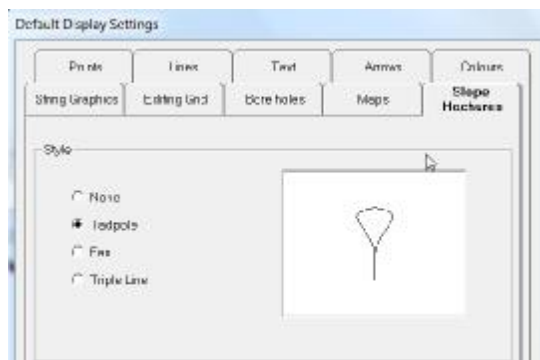 Default Display Settings
Points Lines Text Arrows Colours
String Graphics Editing Grid Bore holes Maps Slope Hachures
Style
None
Tadpole
Fan
Triple Line